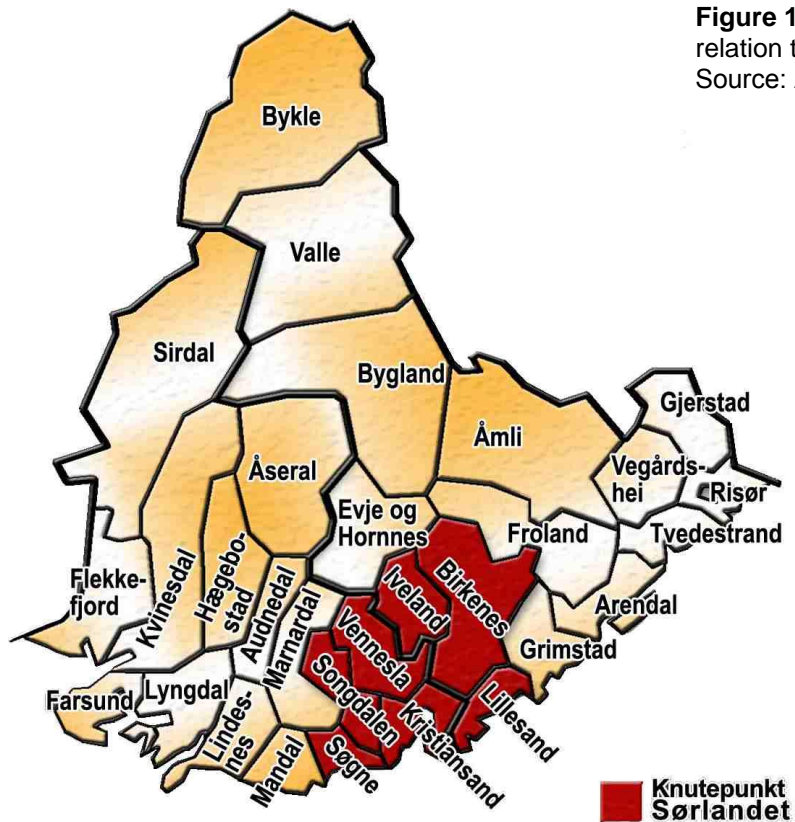 Figure 1
relation t
Source:
Bykle
Valle
Sirdal
Bygland
Gjerstad
Åmli
Vegårds-
hei
Risør
Åseral
Evje og
Hornnes
Froland
Tvedestrand
Flekke-
fjord
Kvinesdal
Hægebo-
stad
Audnedal
Marnardal
Iveland
Birkenes
Arendal
Grimstad
Vennesla
Songdalen
Farsund
Lyngdal
Lindes-
nes
Mandal
Søgne
Kristiansand
Lillesand
Knutepunkt
Sørlandet